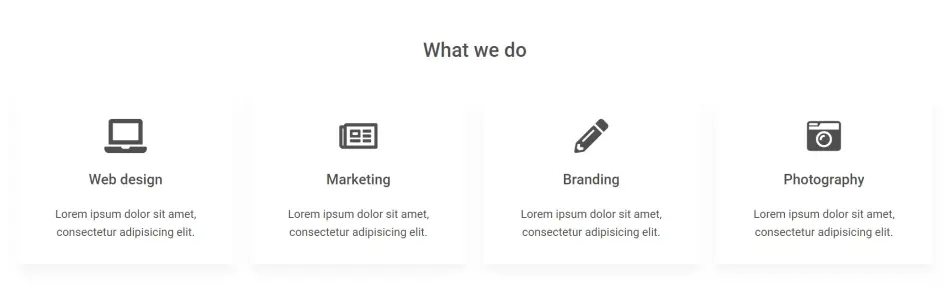 What we do
Web design
Lorem ipsum dolor sit amet,
consectetur adipisicing elit.
Marketing
Lorem ipsum dolor sit amet,
consectetur adipisicing elit.
Branding
Lorem ipsum dolor sit amet,
consectetur adipisicing elit.
Photography
Lorem ipsum dolor sit amet,
consectetur adipisicing elit.